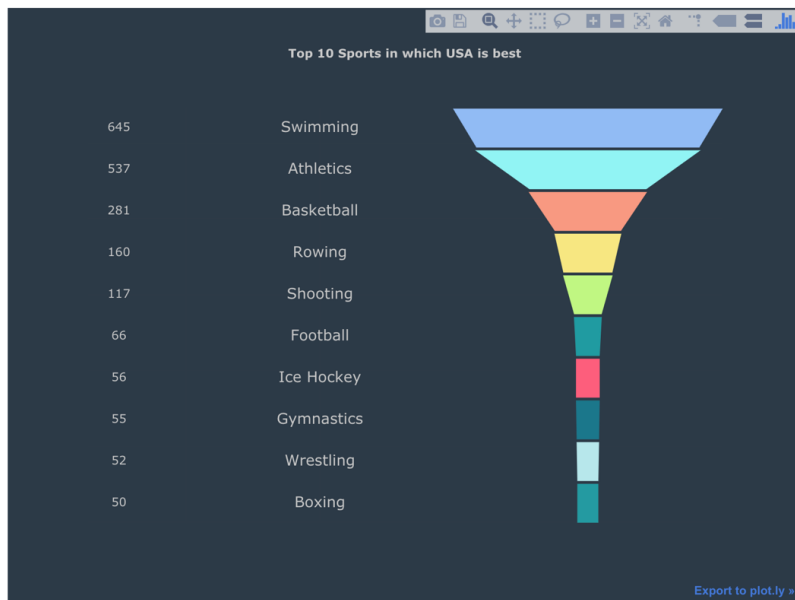 Top 10 Sports in which USA is best
645 Swimming
537 Athletics
281 Basketball
160 Rowing
117 Shooting
66 Football
56 Ice Hockey
55 Gymnastics
52 Wrestling
50 Boxing
Export to plot.ly »